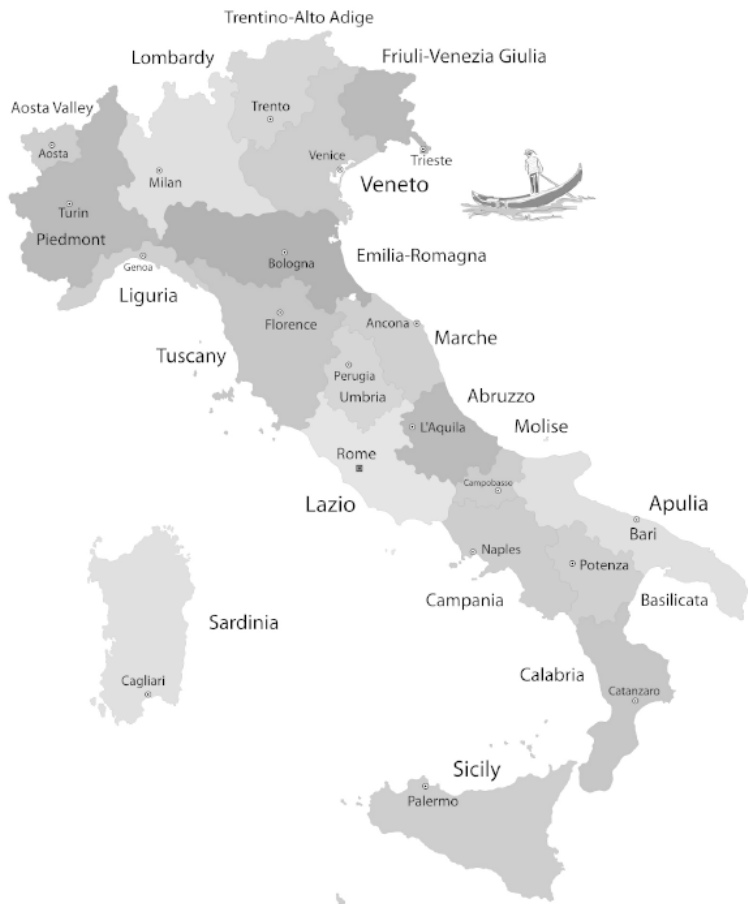 Trentino-Alto Adige
Lombardy
Friuli-Venezia Giulia
Aosta Valley
Trento
Aosta
Venice
Trieste
Milan
Veneto
Turin
Piedmont
Emilia-Romagna
Bologna
Genoa
Liguria
Florence
Ancona
Marche
Tuscany
Perugia
Umbria
Abruzzo
L'Aquila
Molise
Rome
Campobasso
Lazio
Apulia
Bari
Naples
Potenza
Campania
Basilicata
Sardinia
Calabria
Cagliari
Catanzaro
Sicily
Palermo